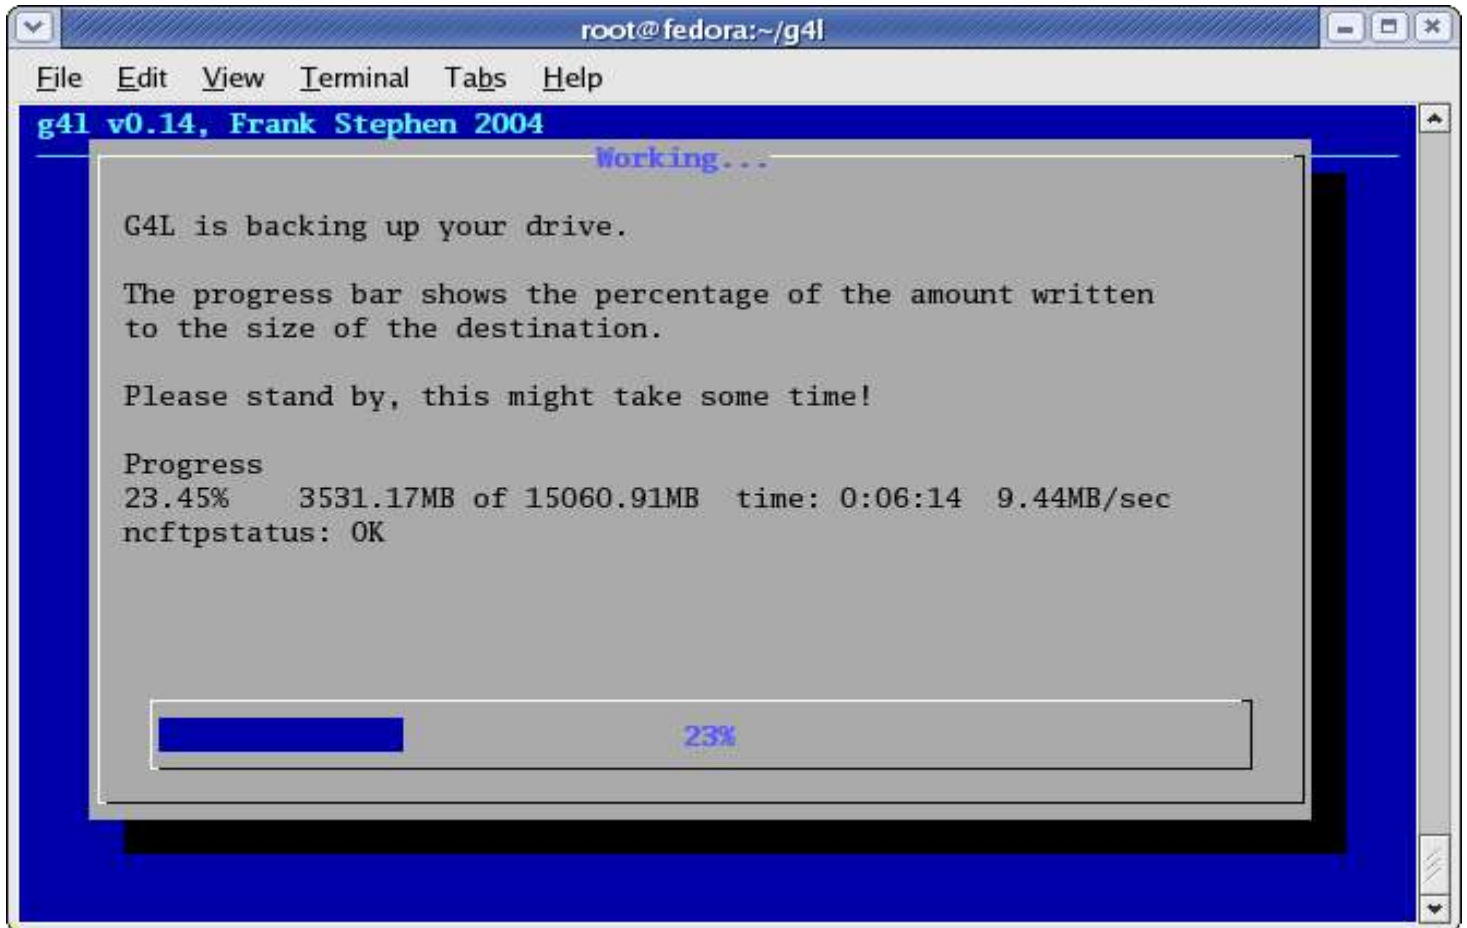 root@fedora:~/g4l
File Edit View Terminal Tabs Help
g4l v0.14, Frank Stephen 2004
Working...
G4L is backing up your drive.
The progress bar shows the percentage of the amount written
to the size of the destination.
Please stand by, this might take some time!
Progress
23.45% 3531.17MB of 15060.91MB time: 0:06:14 9.44MB/sec
ncftpstatus: OK
23%